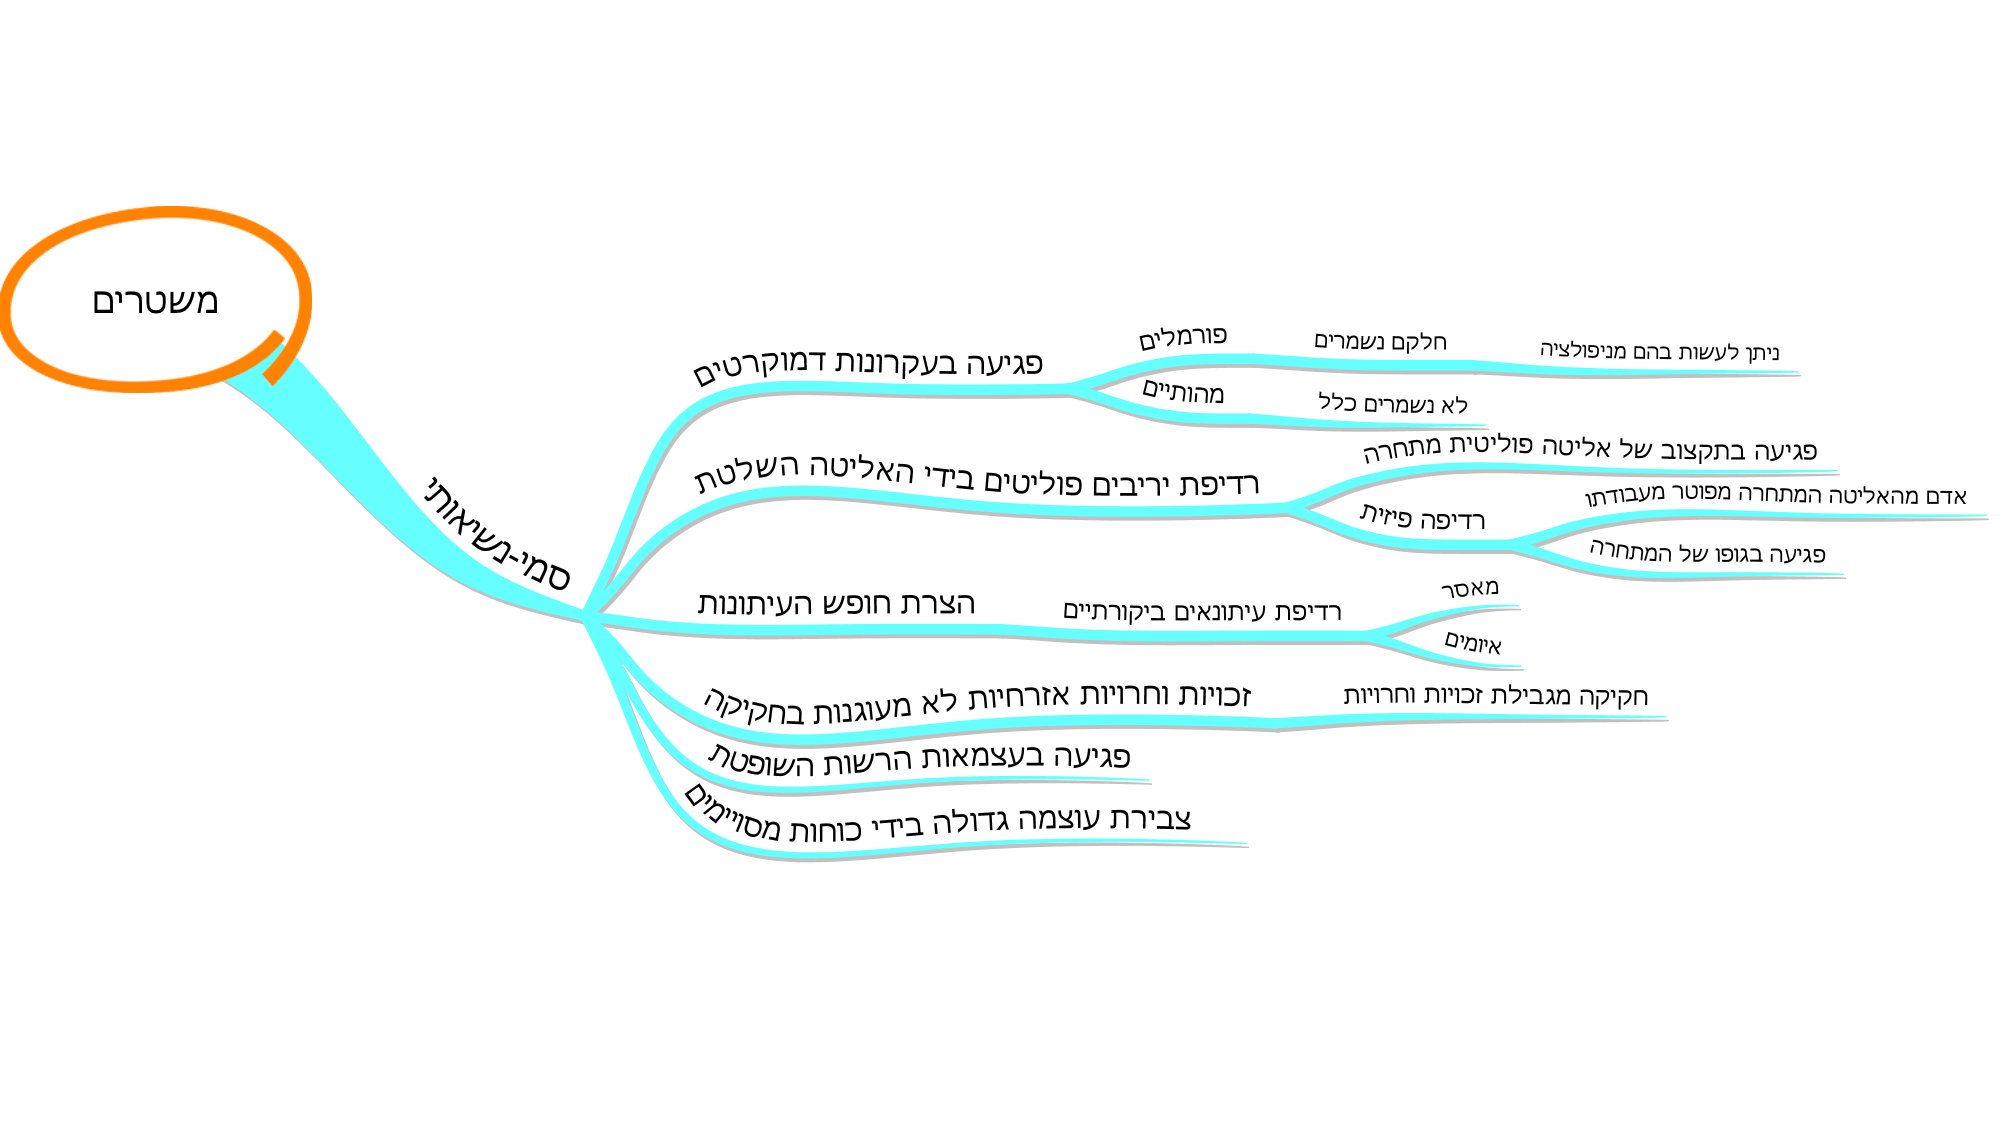 משטרים
סמי-נשיאותי
פגיעה בעקרונות דמוקרטים
פורמלים
חלקם נשמרים
ניתן לעשות בהם מניפולציה
מהותיים
לא נשמרים כלל
רדיפת יריבים פוליטים בידי האליטה השלטת
פגיעה בתקצוב של אליטה פוליטית מתחרה
רדיפה פיזית
אדם מהאליטה המתחרה מפוטר מעבודתו
פגיעה בגופו של המתחרה
הצרת חופש העיתונות
רדיפת עיתונאים ביקורתיים
מאסר
איומים
זכויות וחרויות אזרחיות לא מעוגנות בחקיקה
חקיקה מגבילת זכויות וחרויות
פגיעה בעצמאות הרשות השופטת
צבירת עוצמה גדולה בידי כוחות מסויימים